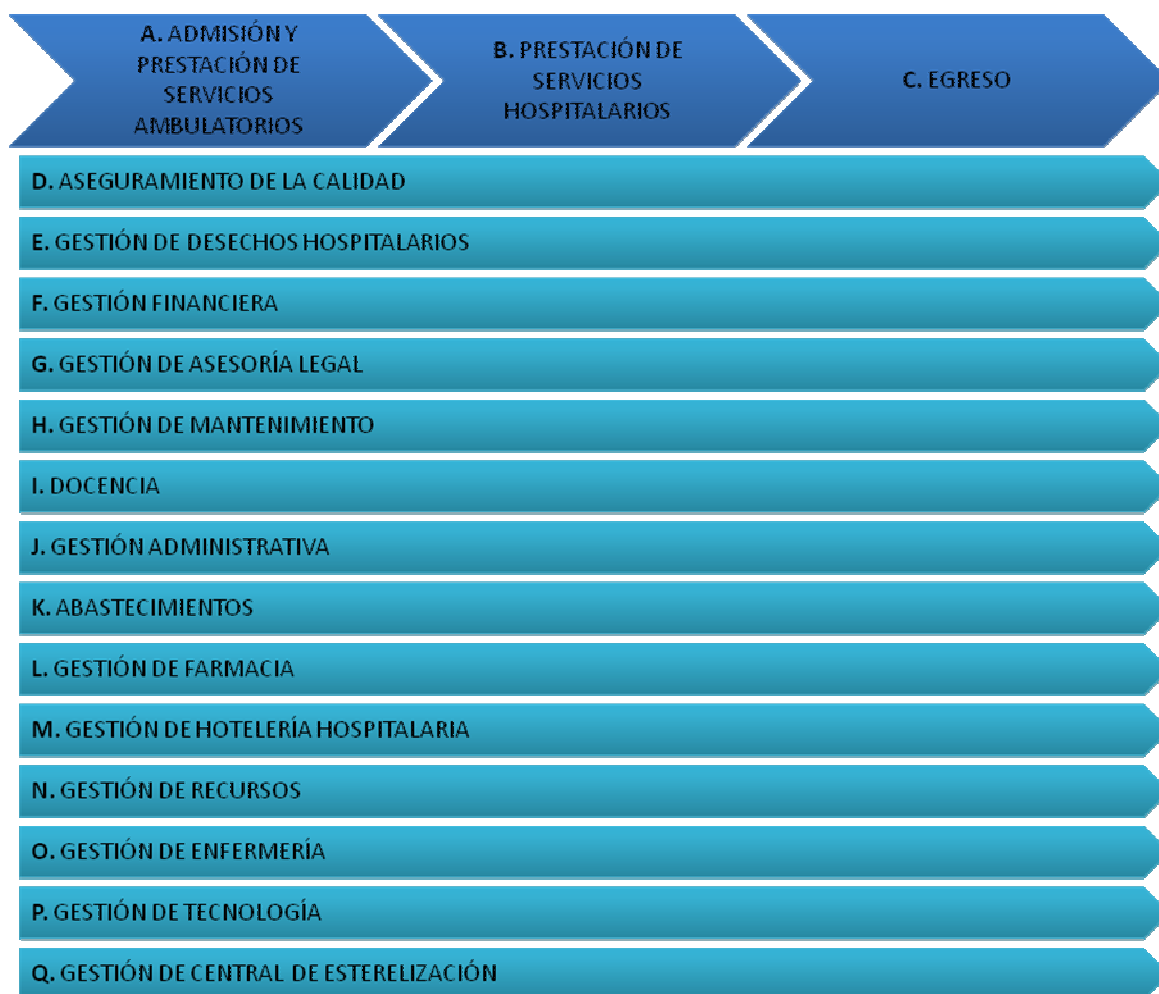 A. ADMISIÓN Y
PRESTACIÓN DE
SERVICIOS
AMBULATORIOS
B. PRESTACIÓN DE
SERVICIOS
HOSPITALARIOS
C. EGRESO
D. ASEGURAMIENTO DE LA CALIDAD
E. GESTIÓN DE DESECHOS HOSPITALARIOS
F. GESTIÓN FINANCIERA
G. GESTIÓN DE ASESORÍA LEGAL
H. GESTIÓN DE MANTENIMIENTO
I. DOCENCIA
J. GESTIÓN ADMINISTRATIVA
K. ABASTECIMIENTOS
L. GESTIÓN DE FARMACIA
M. GESTIÓN DE HOTELERÍA HOSPITALARIA
N. GESTIÓN DE RECURSOS
O. GESTIÓN DE ENFERMERÍA
P. GESTIÓN DE TECNOLOGÍA
Q. GESTIÓN DE CENTRAL DE ESTERELIZACIÓN